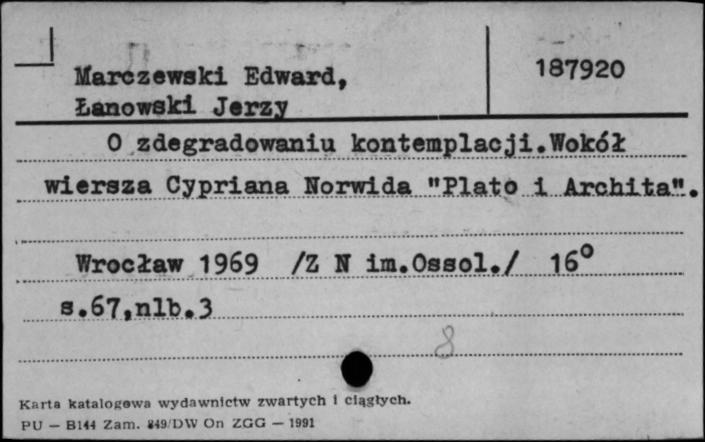 Marczewski Edward,
187920
Łanowski Jerzy
O zdegradowaniu kontemplacji.Wokół
wiersza Cypriana Norwida "Plato i Archita".
Wrocław 1969 /Z N im.Ossol./ 16°
s.67,nlb.3
8
Karta katalogowa wydawnictw zwartych i ciągłych.
PU — B144 Zam. 849/DW On ZGG — 1991